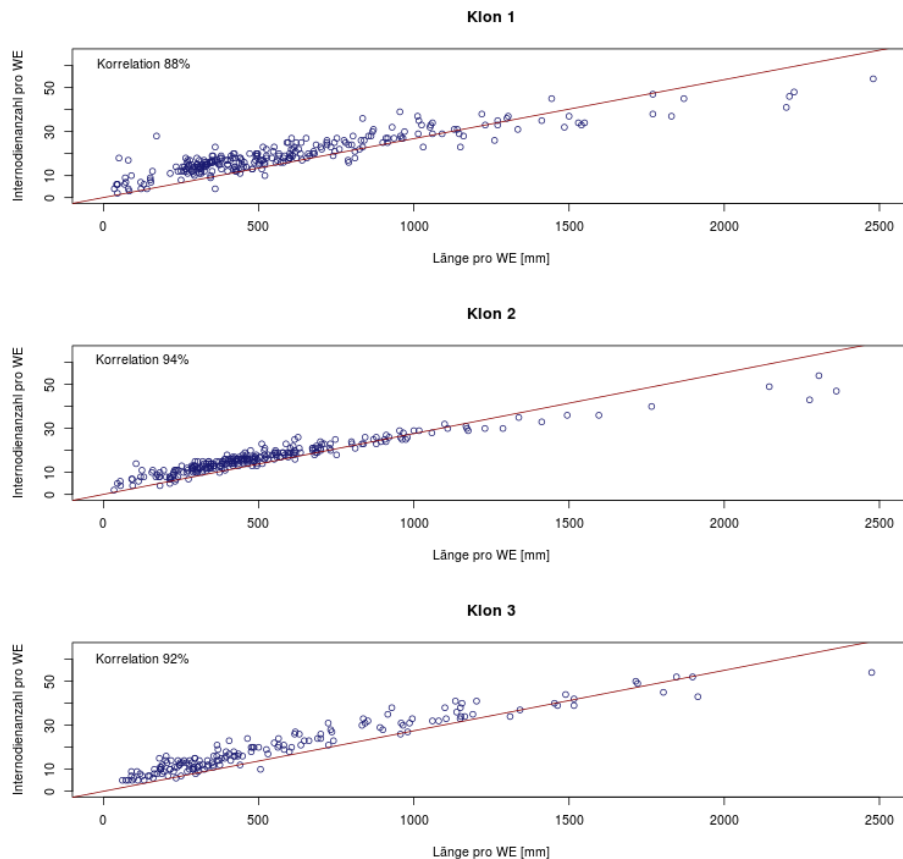 Klon 1
Korrelation 88%
Internodienanzahl pro WE
0 10 30 50
0 500 1000 1500 2000 2500
Länge pro WE [mm]
Klon 2
Korrelation 94%
Internodienanzahl pro WE
0 10 30 50
0 500 1000 1500 2000 2500
Länge pro WE [mm]
Klon 3
Korrelation 92%
Internodienanzahl pro WE
0 10 30 50
0 500 1000 1500 2000 2500
Länge pro WE [mm]